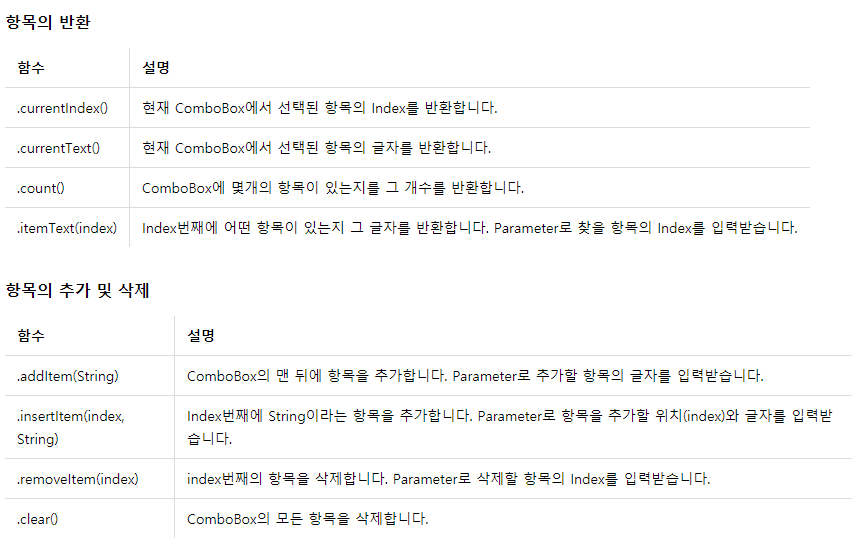 항목의 반환
함수 설명
.currentIndex() 현재 ComboBox에서 선택된 항목의 Index를 반환합니다.
.currentText() 현재 ComboBox에서 선택된 항목의 글자를 반환합니다.
.count() ComboBox에 몇개의 항목이 있는지를 그 개수를 반환합니다.
.itemText(index) Index번째에 어떤 항목이 있는지 그 글자를 반환합니다. Parameter로 찾을 항목의 Index를 입력받습니다.
항목의 추가 및 삭제
함수 설명
.addItem(String) ComboBox의 맨 뒤에 항목을 추가합니다. Parameter로 추가할 항목의 글자를 입력받습니다.
.insertItem(index, Index번째에 String이라는 항목을 추가합니다. Parameter로 항목을 추가할 위치(index)와 글자를 입력받
String) 습니다.
.removeItem(index) index번째의 항목을 삭제합니다. Parameter로 삭제할 항목의 Index를 입력받습니다.
.clear() ComboBox의 모든 항목을 삭제합니다.